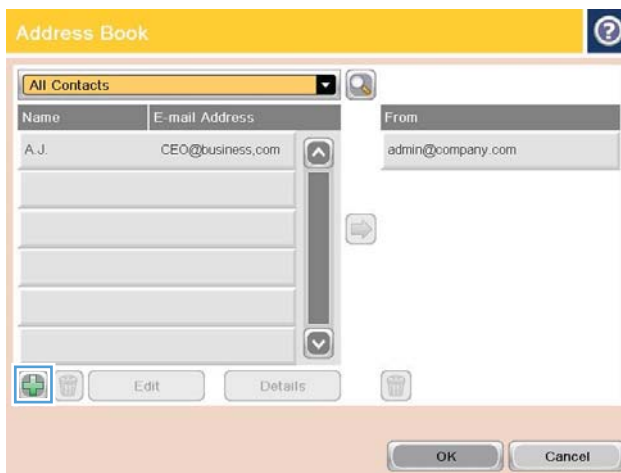 Address Book
?
All Contacts
Name E-mail Address From
A.J. CEO@business,com admin@company.com
Edit Details
OK Cancel